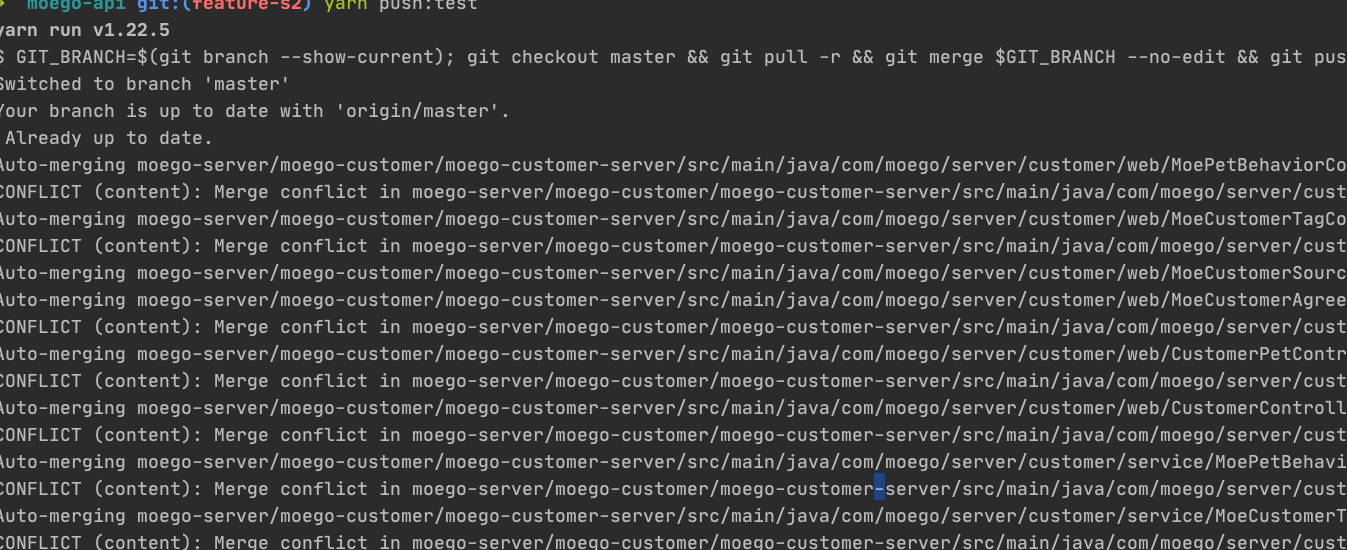 ➜ moego-api git:(feature-s2) yarn push:test
yarn run v1.22.5
$ GIT_BRANCH=$(git branch --show-current); git checkout master && git pull -r && git merge $GIT_BRANCH --no-edit && git pus
Switched to branch 'master'
Your branch is up to date with 'origin/master'.
Already up to date.
Auto-merging moego-server/moego-customer/moego-customer-server/src/main/java/com/moego/server/customer/web/MoePetBehaviorCo
CONFLICT (content): Merge conflict in moego-server/moego-customer/moego-customer-server/src/main/java/com/moego/server/cust
Auto-merging moego-server/moego-customer/moego-customer-server/src/main/java/com/moego/server/customer/web/MoeCustomerTagCo
CONFLICT (content): Merge conflict in moego-server/moego-customer/moego-customer-server/src/main/java/com/moego/server/cust
Auto-merging moego-server/moego-customer/moego-customer-server/src/main/java/com/moego/server/customer/web/MoeCustomerSourc
Auto-merging moego-server/moego-customer/moego-customer-server/src/main/java/com/moego/server/customer/web/MoeCustomerAgree
CONFLICT (content): Merge conflict in moego-server/moego-customer/moego-customer-server/src/main/java/com/moego/server/cust
Auto-merging moego-server/moego-customer/moego-customer-server/src/main/java/com/moego/server/customer/web/CustomerPetContr
CONFLICT (content): Merge conflict in moego-server/moego-customer/moego-customer-server/src/main/java/com/moego/server/cust
Auto-merging moego-server/moego-customer/moego-customer-server/src/main/java/com/moego/server/customer/web/CustomerControll
CONFLICT (content): Merge conflict in moego-server/moego-customer/moego-customer-server/src/main/java/com/moego/server/cust
Auto-merging moego-server/moego-customer/moego-customer-server/src/main/java/com/moego/server/customer/service/MoePetBehavi
CONFLICT (content): Merge conflict in moego-server/moego-customer/moego-customer-server/src/main/java/com/moego/server/cust
Auto-merging moego-server/moego-customer/moego-customer-server/src/main/java/com/moego/server/customer/service/MoeCustomerT
CONFLICT (content): Merge conflict in moego-server/moego-customer/moego-customer-server/src/main/java/com/moego/server/cust